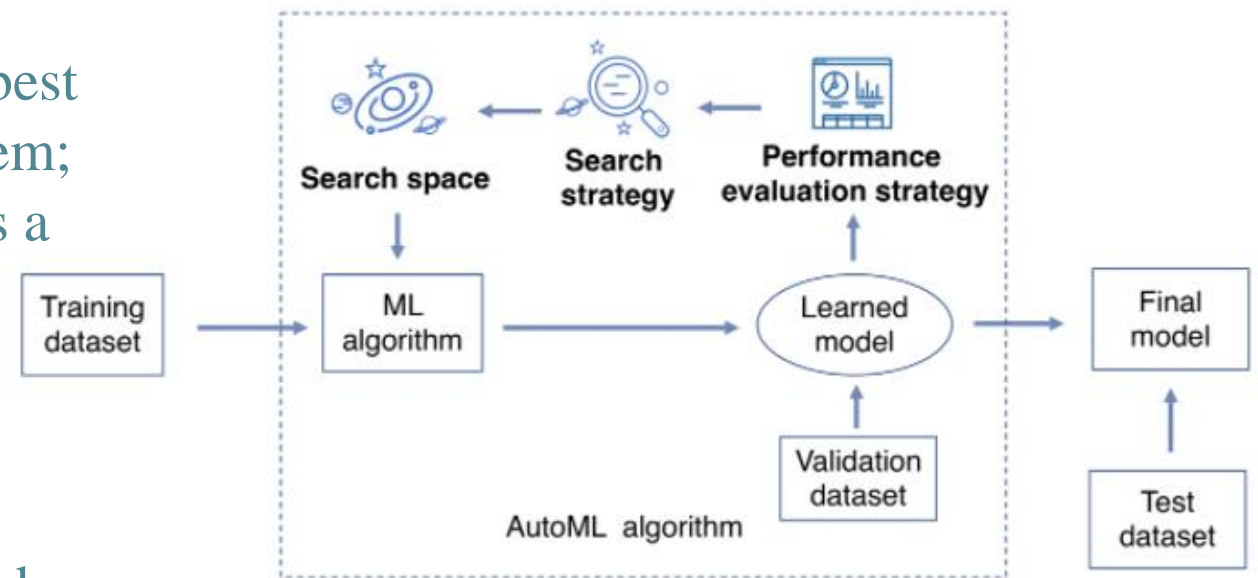 best
em;
s a
Search space
Search
strategy
Performance
evaluation strategy
Training
dataset
ML
algorithm
Learned
model
Final
model
Validation
dataset
Test
dataset
AutoML algorithm